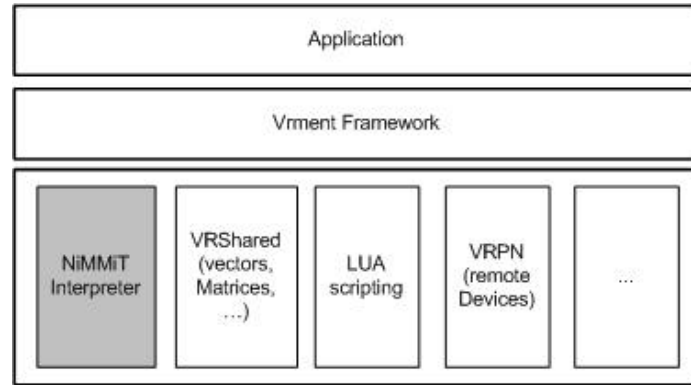 Application
Vrment Framework
NiMMiT
Interpreter
VRShared
(vectors,
Matrices,
...)
LUA
scripting
VRPN
(remote
Devices)
...